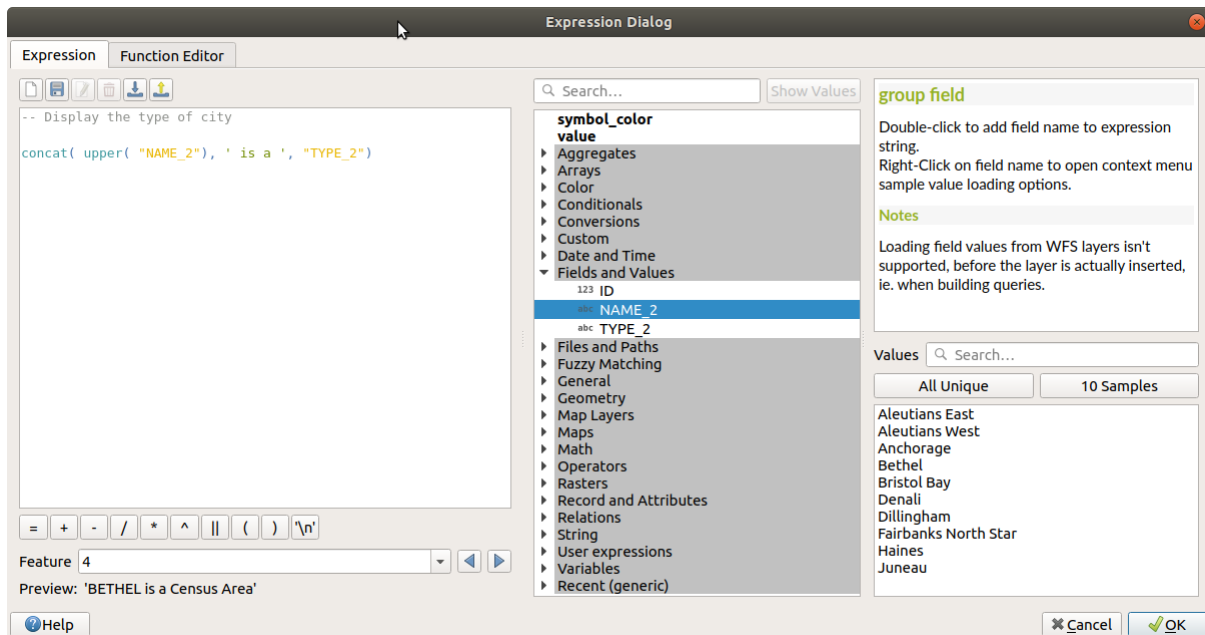 Expression Dialog
Expression
Function Editor
-- Display the type of city
concat( upper( "NAME_2"), ' is a ', "TYPE_2")
= + - / * ^ || ( ) '\n'
Feature 4
Preview: 'BETHEL is a Census Area'
Help
Search...
Show Values
symbol_color
value
Aggregates
Arrays
Color
Conditionals
Conversions
Custom
Date and Time
Fields and Values
123 ID
abc NAME_2
abc TYPE_2
Files and Paths
Fuzzy Matching
General
Geometry
Map Layers
Maps
Math
Operators
Rasters
Record and Attributes
Relations
String
User expressions
Variables
Recent (generic)
group field
Double-click to add field name to expression
string.
Right-Click on field name to open context menu
sample value loading options.
Notes
Loading field values from WFS layers isn't
supported, before the layer is actually inserted,
ie. when building queries.
Values Search...
All Unique
10 Samples
Aleutians East
Aleutians West
Anchorage
Bethel
Bristol Bay
Denali
Dillingham
Fairbanks North Star
Haines
Juneau
Cancel
OK